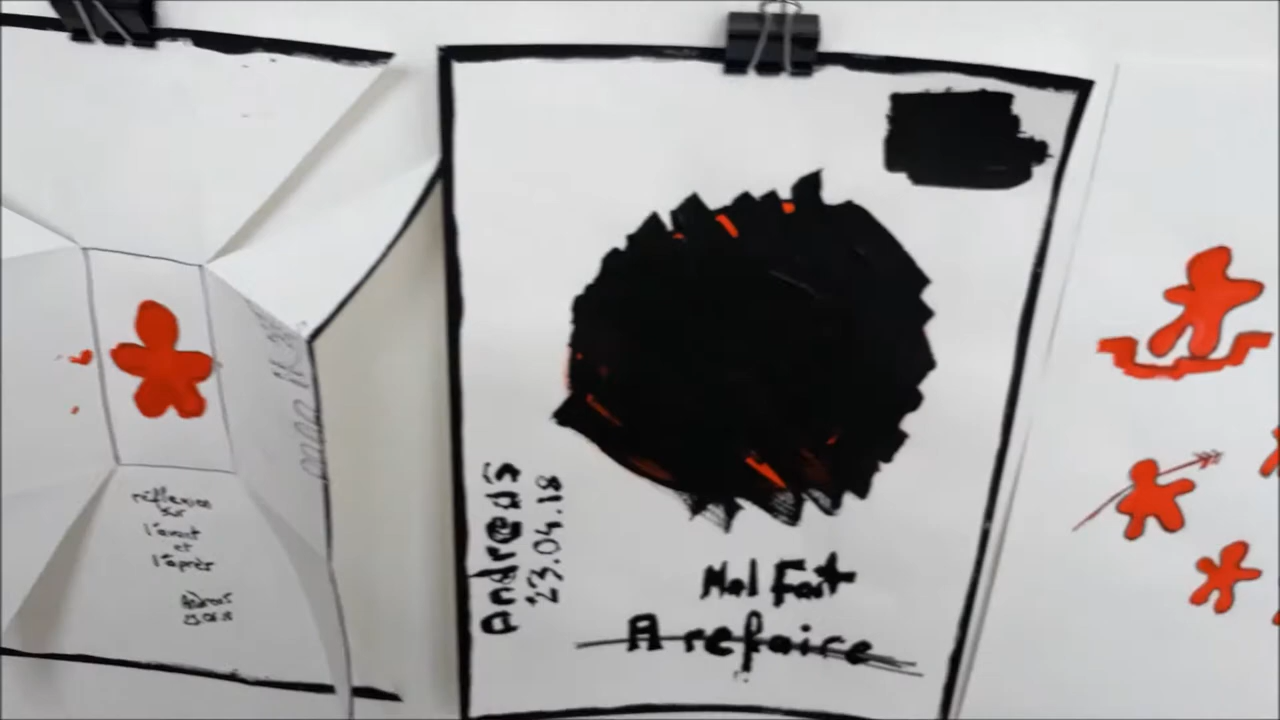 réflexion
sur
l'avant
et
l'après
Andreas
23.04.18
Mal Fait
A refaire